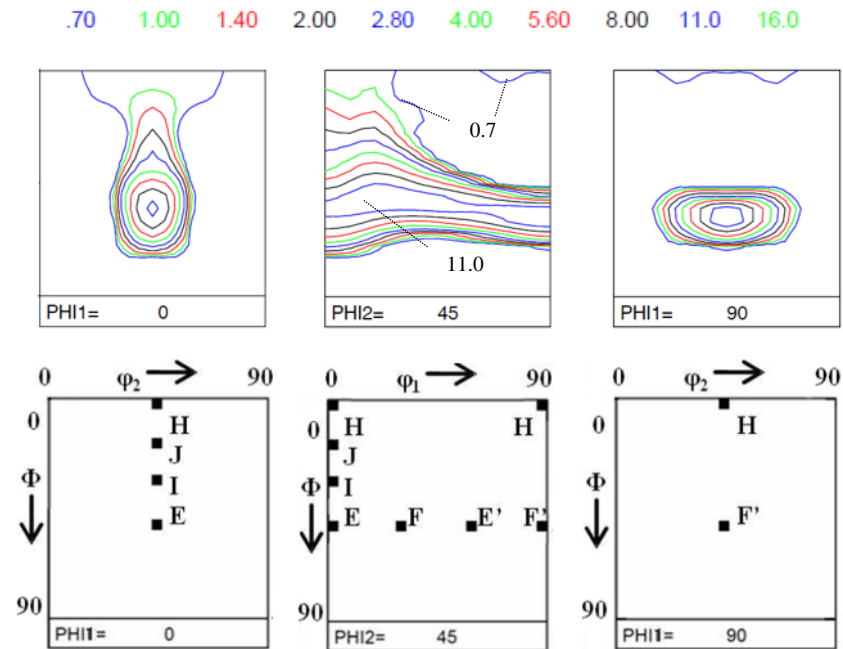 .70 1.00 1.40 2.00 2.80 4.00 5.60 8.00 11.0 16.0
0.7
11.0
PHI1= 0
PHI2= 45
PHI1= 90
0 φ2 90
0 φ1 90
0 φ2 90
0
H
J
I
E
Φ
90
PHI1= 0
0
H
H
J
I
E
F
E'
F'
Φ
90
PHI2= 45
0
H
F'
Φ
90
PHI1= 90